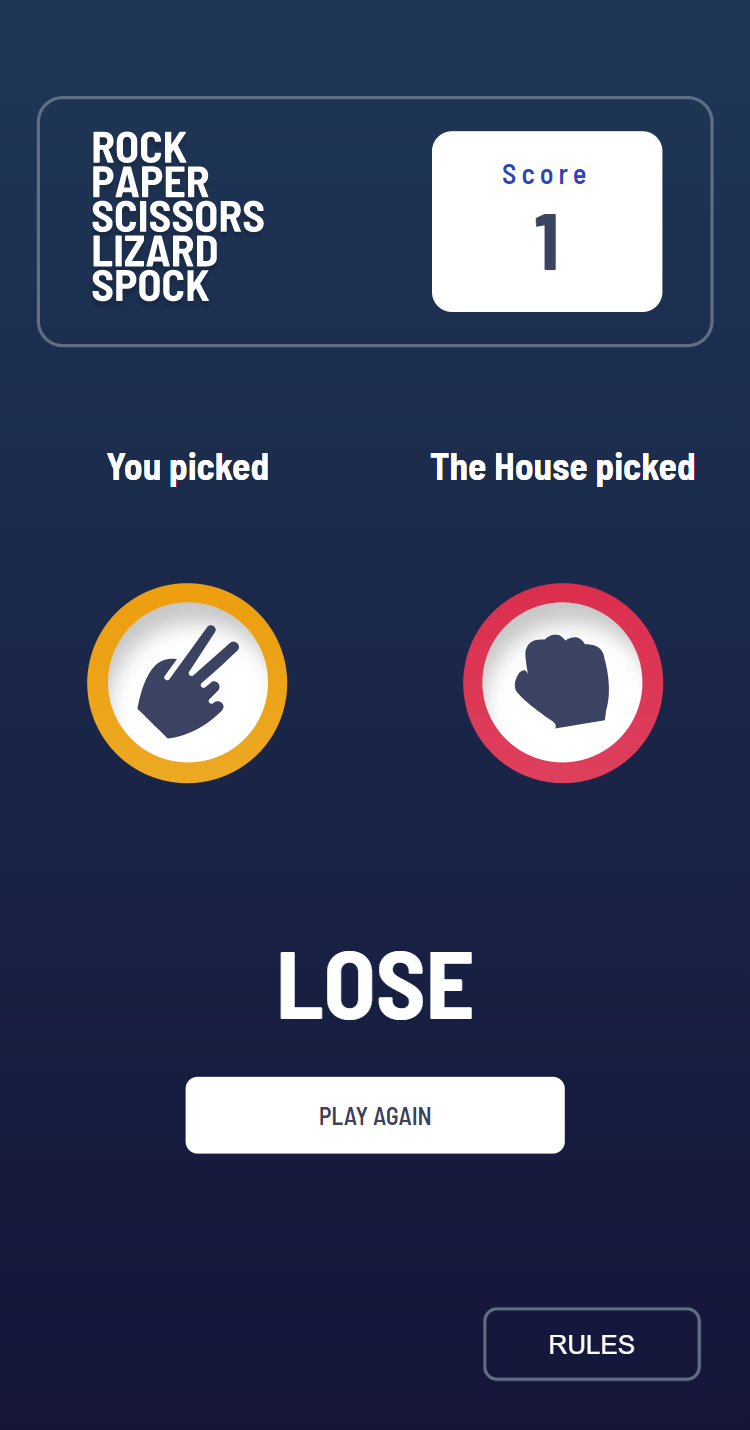 ROCK
PAPER
SCISSORS
LIZARD
SPOCK
Score
1
You picked
The House picked
LOSE
PLAY AGAIN
RULES